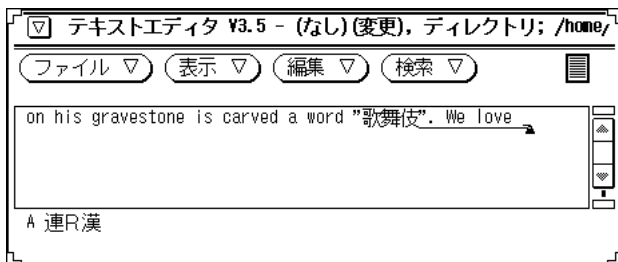 テキストエディタ V3.5 - (なし)(変更), ディレクトリ; /home/
ファイル 表示 編集 検索
on his gravestone is carved a word ”歌舞伎”. We love
A 連R漢